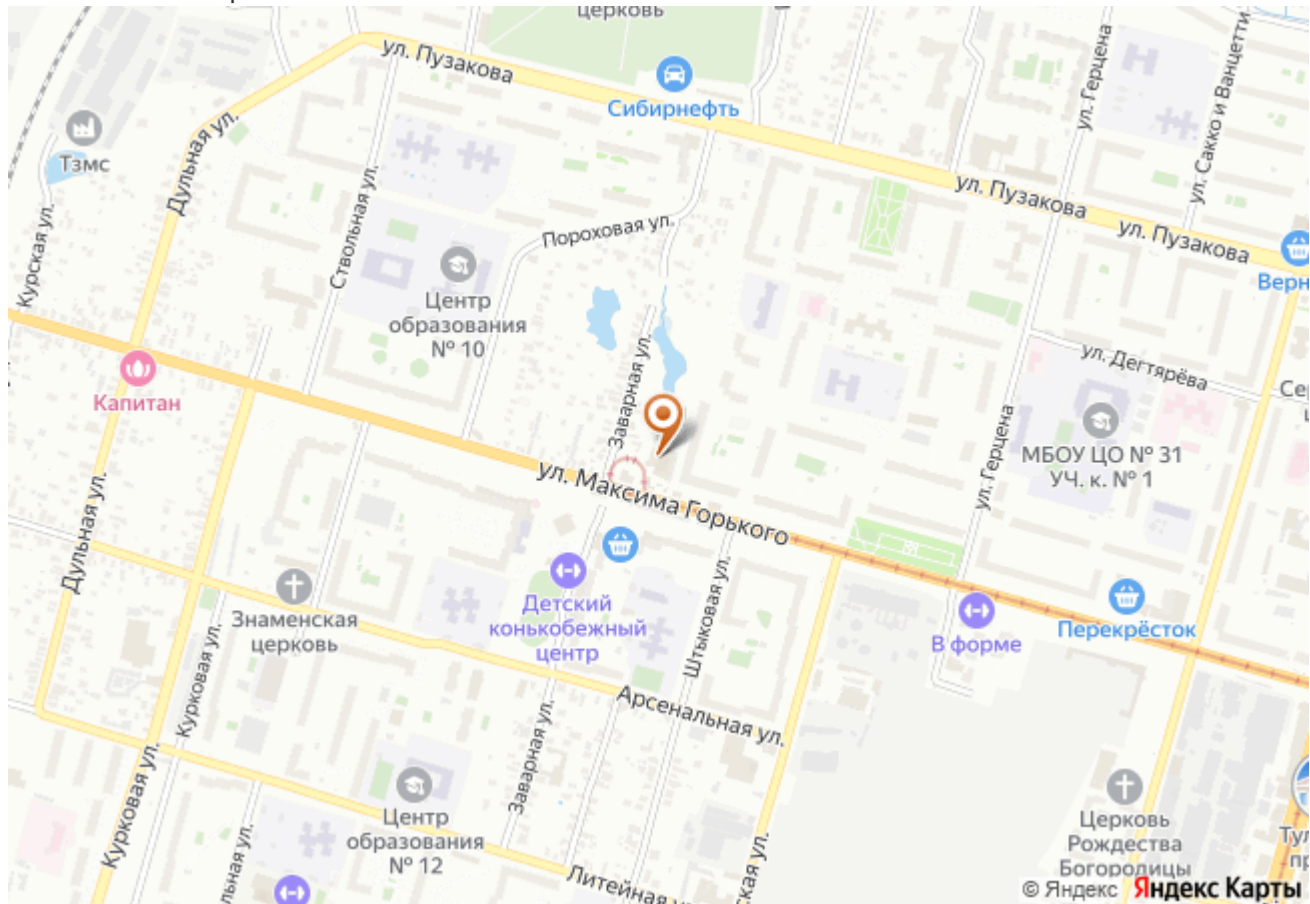 церковь
ул. Пузакова
Сибирнефть
ул. Герцена
ул. Сакко и Ванцетти
Тзмс
Дульная ул.
Ствольная ул.
Курская ул.
Пороховая ул.
ул. Пузакова
ул. Пузакова
Центр
образования
№ 10
Верн
Заварная ул.
ул. Дегтярёва
Капитан
МБОУ ЦО № 31
УЧ. к. № 1
ул. Герцена
ул. Максима Горького
Дульная ул.
Знаменская
церковь
Детский
конькобежный
центр
Штыковая ул.
В форме
Перекрёсток
Курковая ул.
Арсенальная ул.
Заварная ул.
Курковая ул.
Центр
образования
№ 12
Церковь
Рождества
Богородицы
Литейная
© Яндекс Яндекс Карты